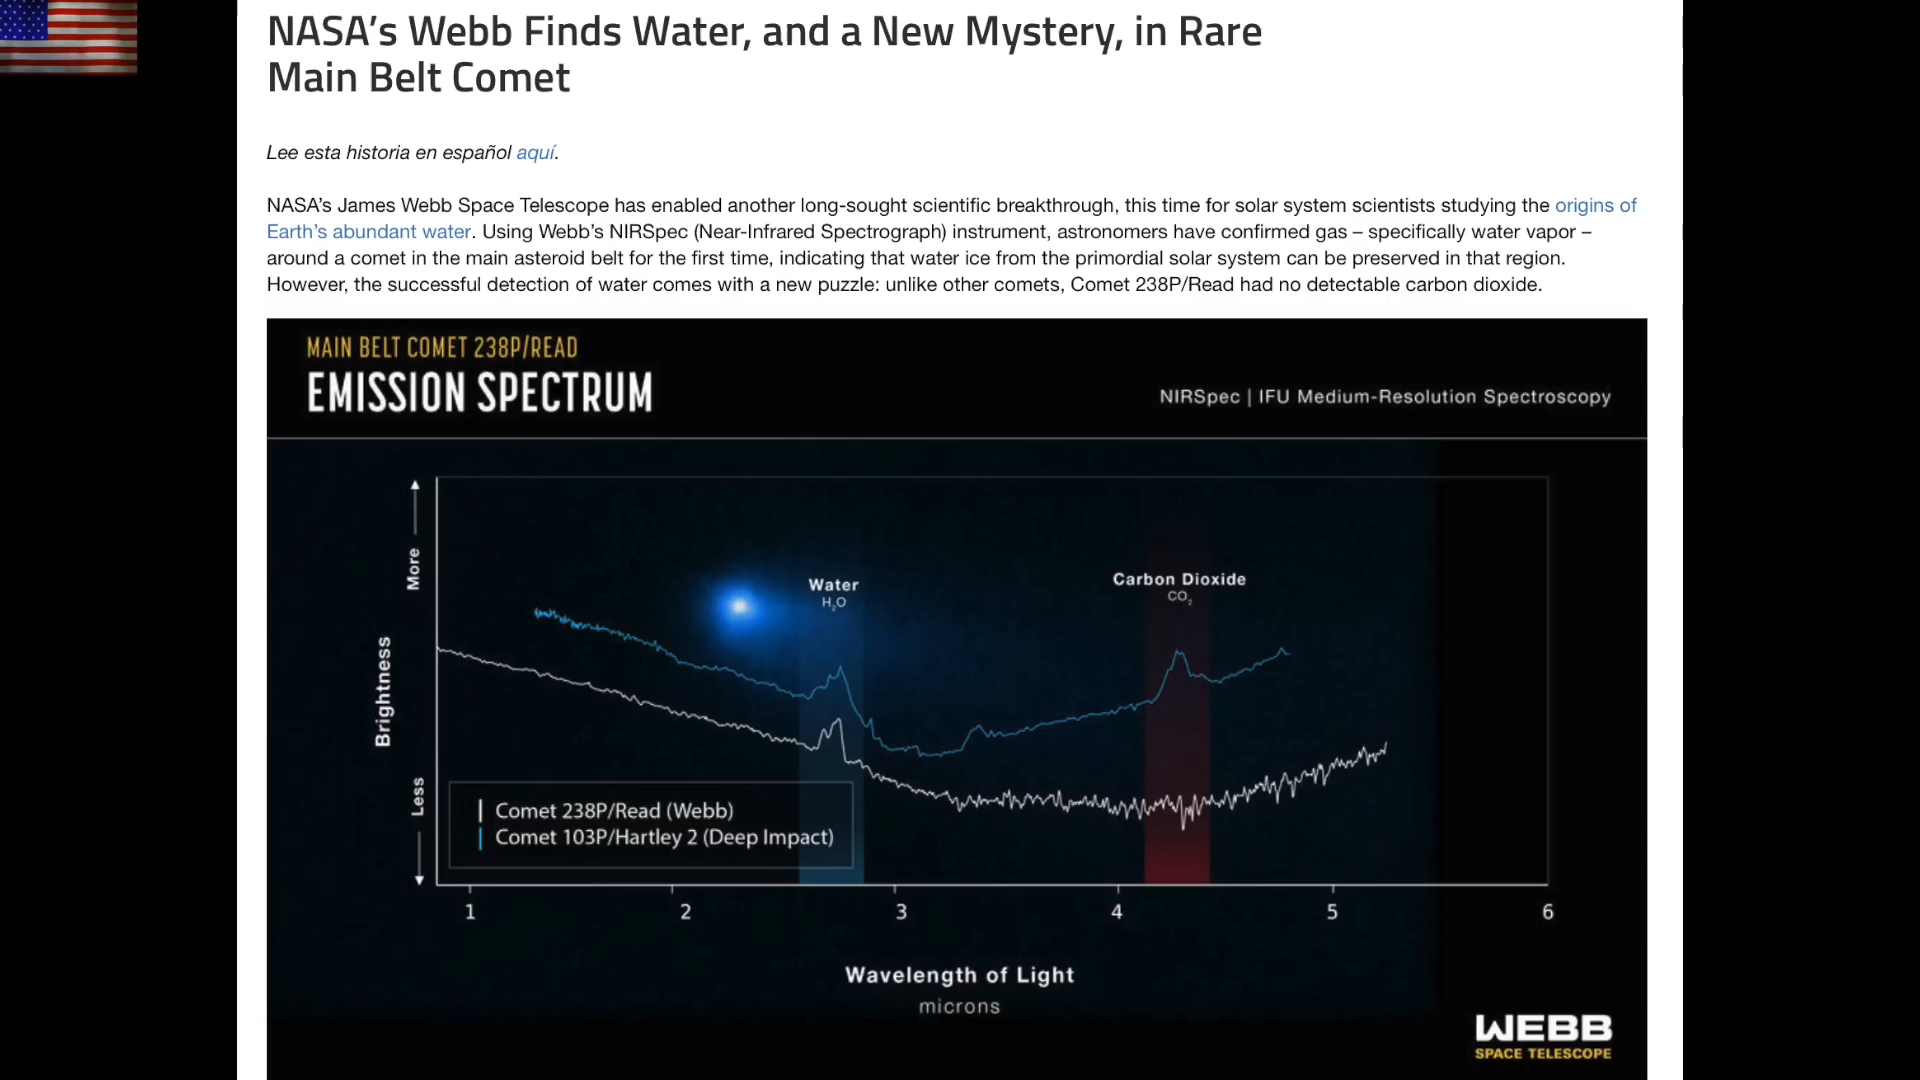 NASA’s Webb Finds Water, and a New Mystery, in Rare
Main Belt Comet
Lee esta historia en español aquí.
NASA’s James Webb Space Telescope has enabled another long-sought scientific breakthrough, this time for solar system scientists studying the origins of
Earth’s abundant water. Using Webb’s NIRSpec (Near-Infrared Spectrograph) instrument, astronomers have confirmed gas – specifically water vapor –
around a comet in the main asteroid belt for the first time, indicating that water ice from the primordial solar system can be preserved in that region.
However, the successful detection of water comes with a new puzzle: unlike other comets, Comet 238P/Read had no detectable carbon dioxide.
MAIN BELT COMET 238P/READ
EMISSION SPECTRUM
NIRSpec | IFU Medium-Resolution Spectroscopy
More
Brightness
Less
Water
H₂O
Carbon Dioxide
CO₂
Comet 238P/Read (Webb)
Comet 103P/Hartley 2 (Deep Impact)
1 2 3 4 5 6
Wavelength of Light
microns
WEBB
SPACE TELESCOPE